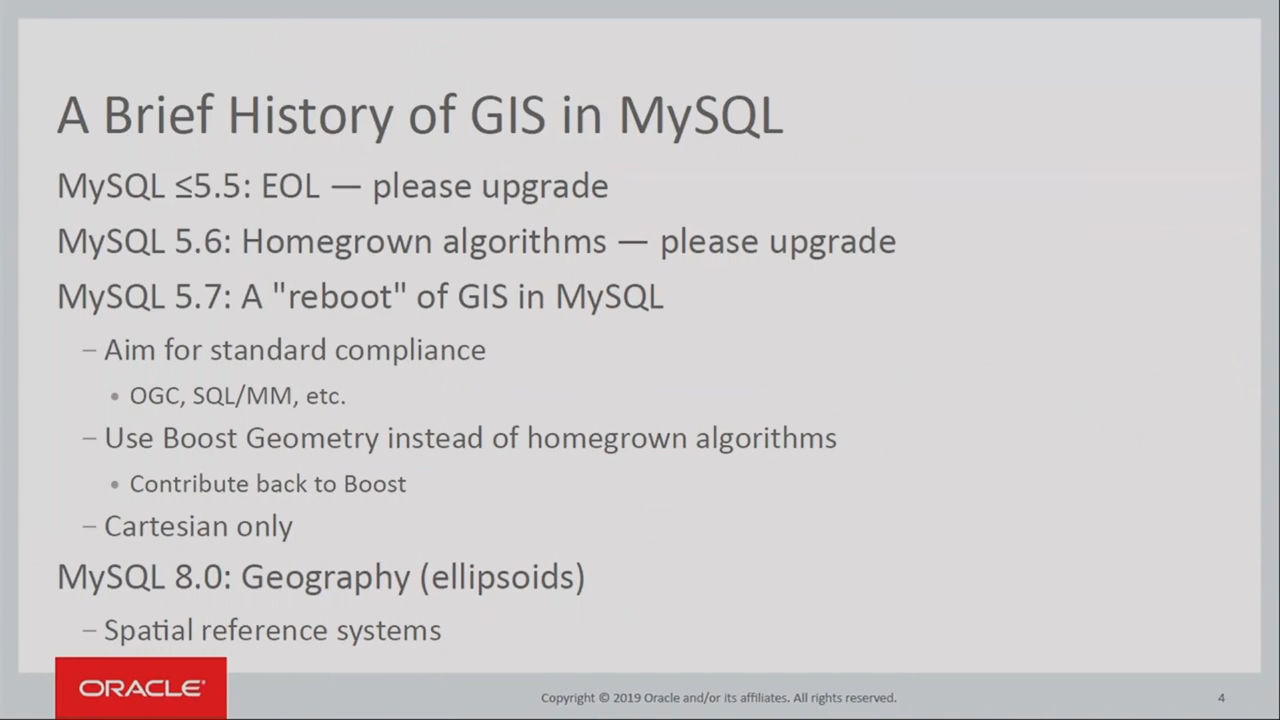 A Brief History of GIS in MySQL
MySQL ≤5.5: EOL — please upgrade
MySQL 5.6: Homegrown algorithms — please upgrade
MySQL 5.7: A "reboot" of GIS in MySQL
– Aim for standard compliance
• OGC, SQL/MM, etc.
– Use Boost Geometry instead of homegrown algorithms
• Contribute back to Boost
– Cartesian only
MySQL 8.0: Geography (ellipsoids)
– Spatial reference systems
ORACLE®
Copyright © 2019 Oracle and/or its affiliates. All rights reserved.
4